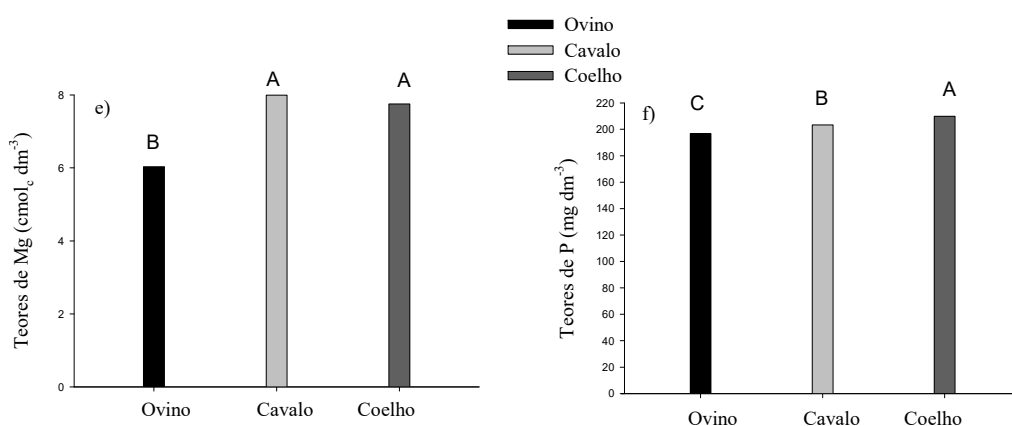 Ovino
Cavalo
Coelho
e)
A
A
B
8
6
4
2
0
Teores de Mg (cmolc dm-3)
Ovino
Cavalo
Coelho
f)
C
B
A
220
200
180
160
140
120
100
80
60
40
20
0
Teores de P (mg dm-3)
Ovino
Cavalo
Coelho